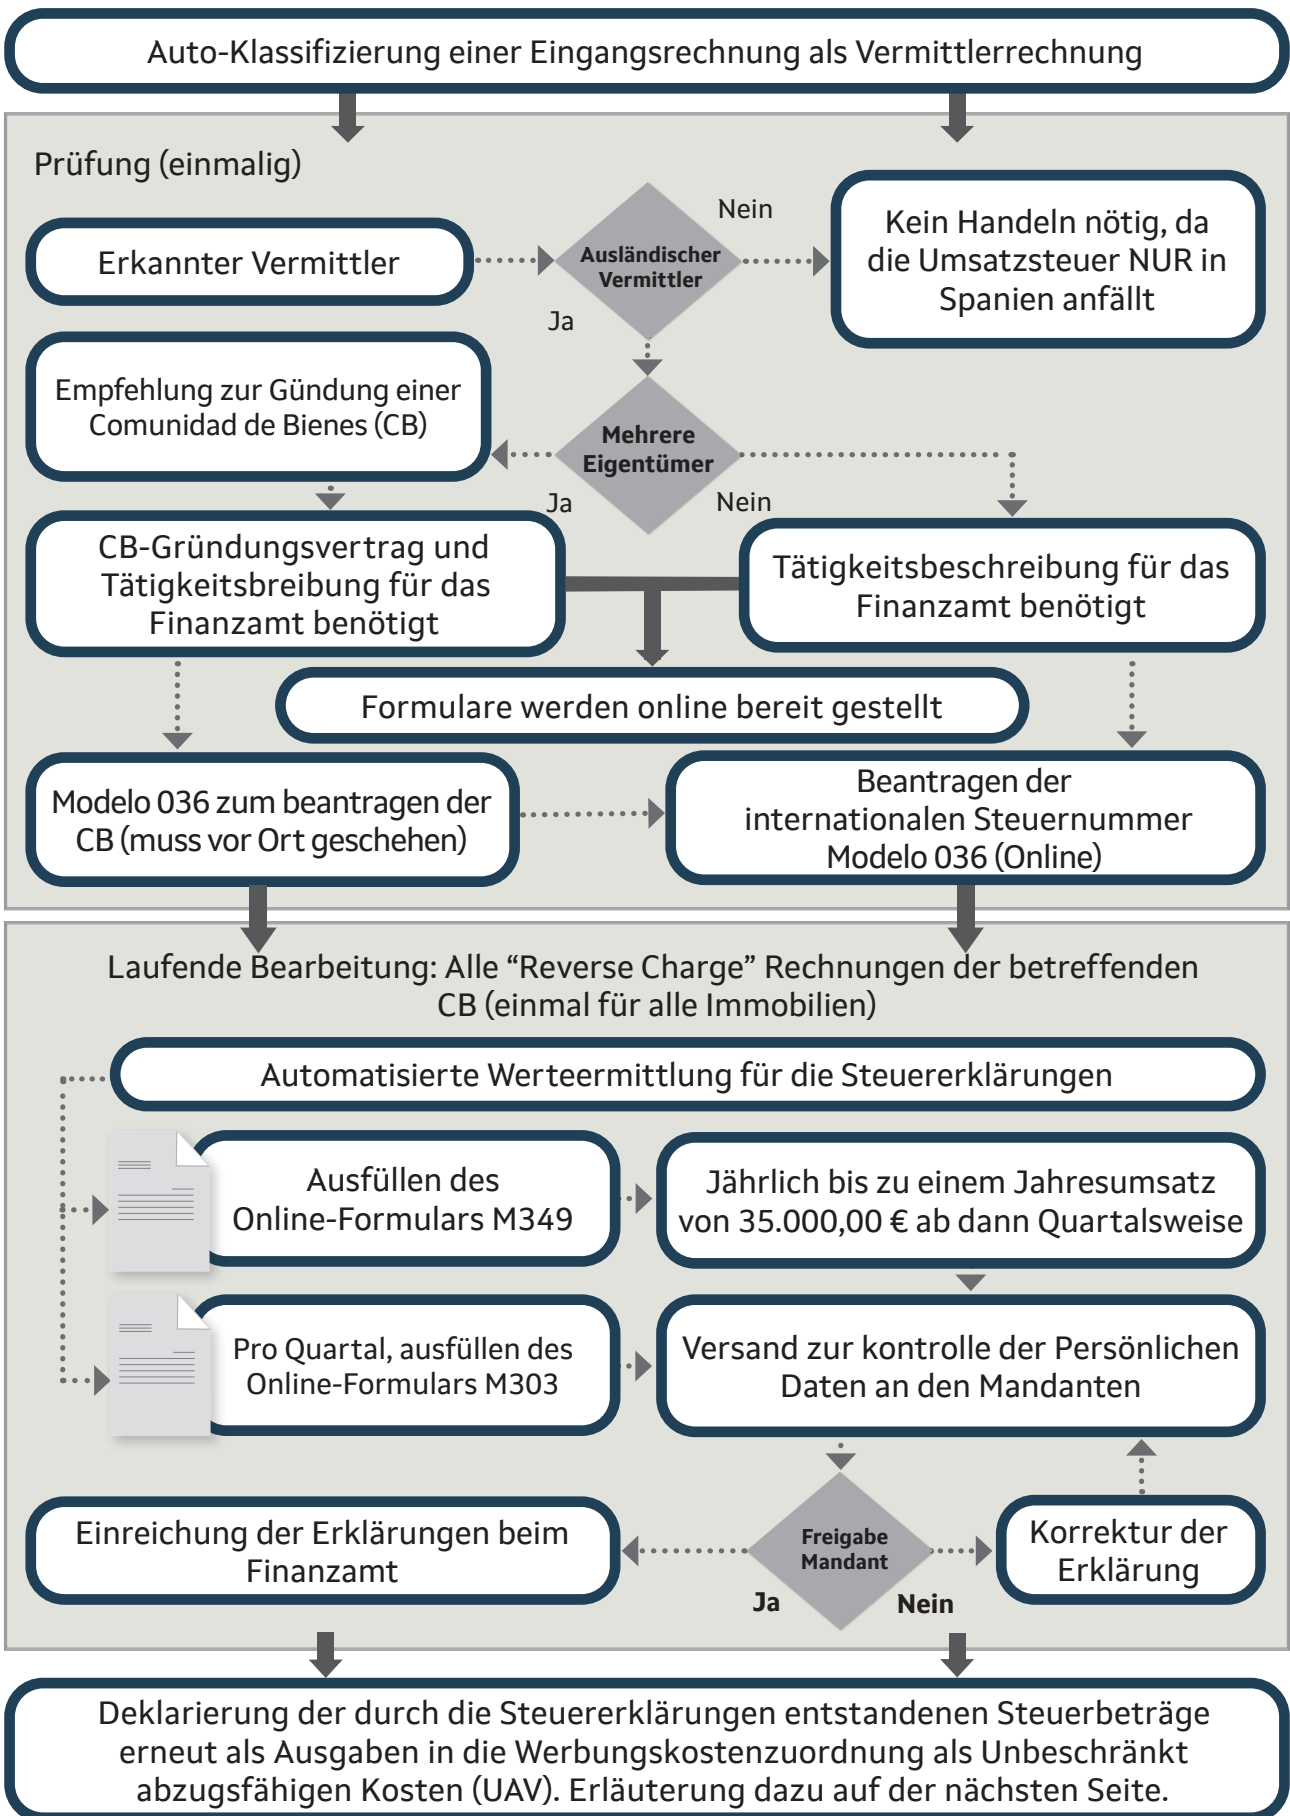 Auto-Klassifizierung einer Eingangsrechnung als Vermittlerrechnung
Prüfung (einmalig)
Erkannter Vermittler
Ausländischer
Vermittler
Nein
Ja
Kein Handeln nötig, da
die Umsatzsteuer NUR in
Spanien anfällt
Empfehlung zur Gündung einer
Comunidad de Bienes (CB)
Mehrere
Eigentümer
Ja
Nein
CB-Gründungsvertrag und
Tätigkeitsbreibung für das
Finanzamt benötigt
Tätigkeitsbeschreibung für das
Finanzamt benötigt
Formulare werden online bereit gestellt
Modelo 036 zum beantragen der
CB (muss vor Ort geschehen)
Beantragen der
internationalen Steuernummer
Modelo 036 (Online)
Laufende Bearbeitung: Alle “Reverse Charge” Rechnungen der betreffenden
CB (einmal für alle Immobilien)
Automatisierte Werteermittlung für die Steuererklärungen
Ausfüllen des
Online-Formulars M349
Jährlich bis zu einem Jahresumsatz
von 35.000,00 € ab dann Quartalsweise
Pro Quartal, ausfüllen des
Online-Formulars M303
Versand zur kontrolle der Persönlichen
Daten an den Mandanten
Einreichung der Erklärungen beim
Finanzamt
Freigabe
Mandant
Ja
Nein
Korrektur der
Erklärung
Deklarierung der durch die Steuererklärungen entstandenen Steuerbeträge
erneut als Ausgaben in die Werbungskostenzuordnung als Unbeschränkt
abzugsfähigen Kosten (UAV). Erläuterung dazu auf der nächsten Seite.